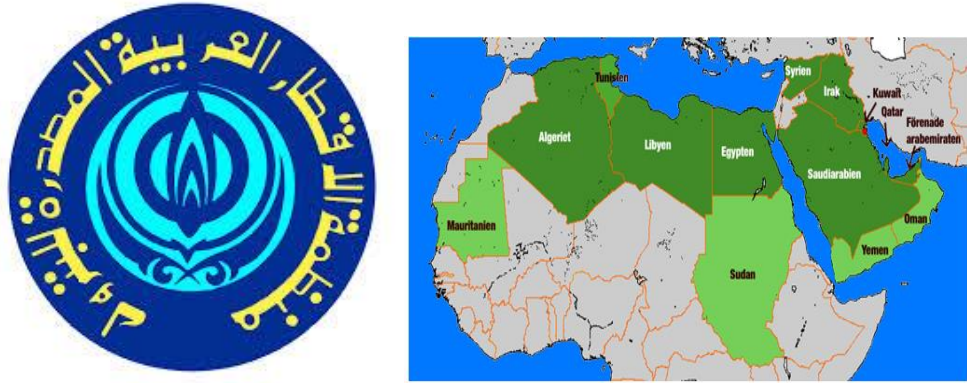 منظمة الاقطار العربية المصدرة للبترول
Tunisien
Syrien
Irak
Kuwait
Qatar
Förenade
arabemiraten
Algeriet
Libyen
Egypten
Saudiarabien
Mauritanien
Oman
Yemen
Sudan